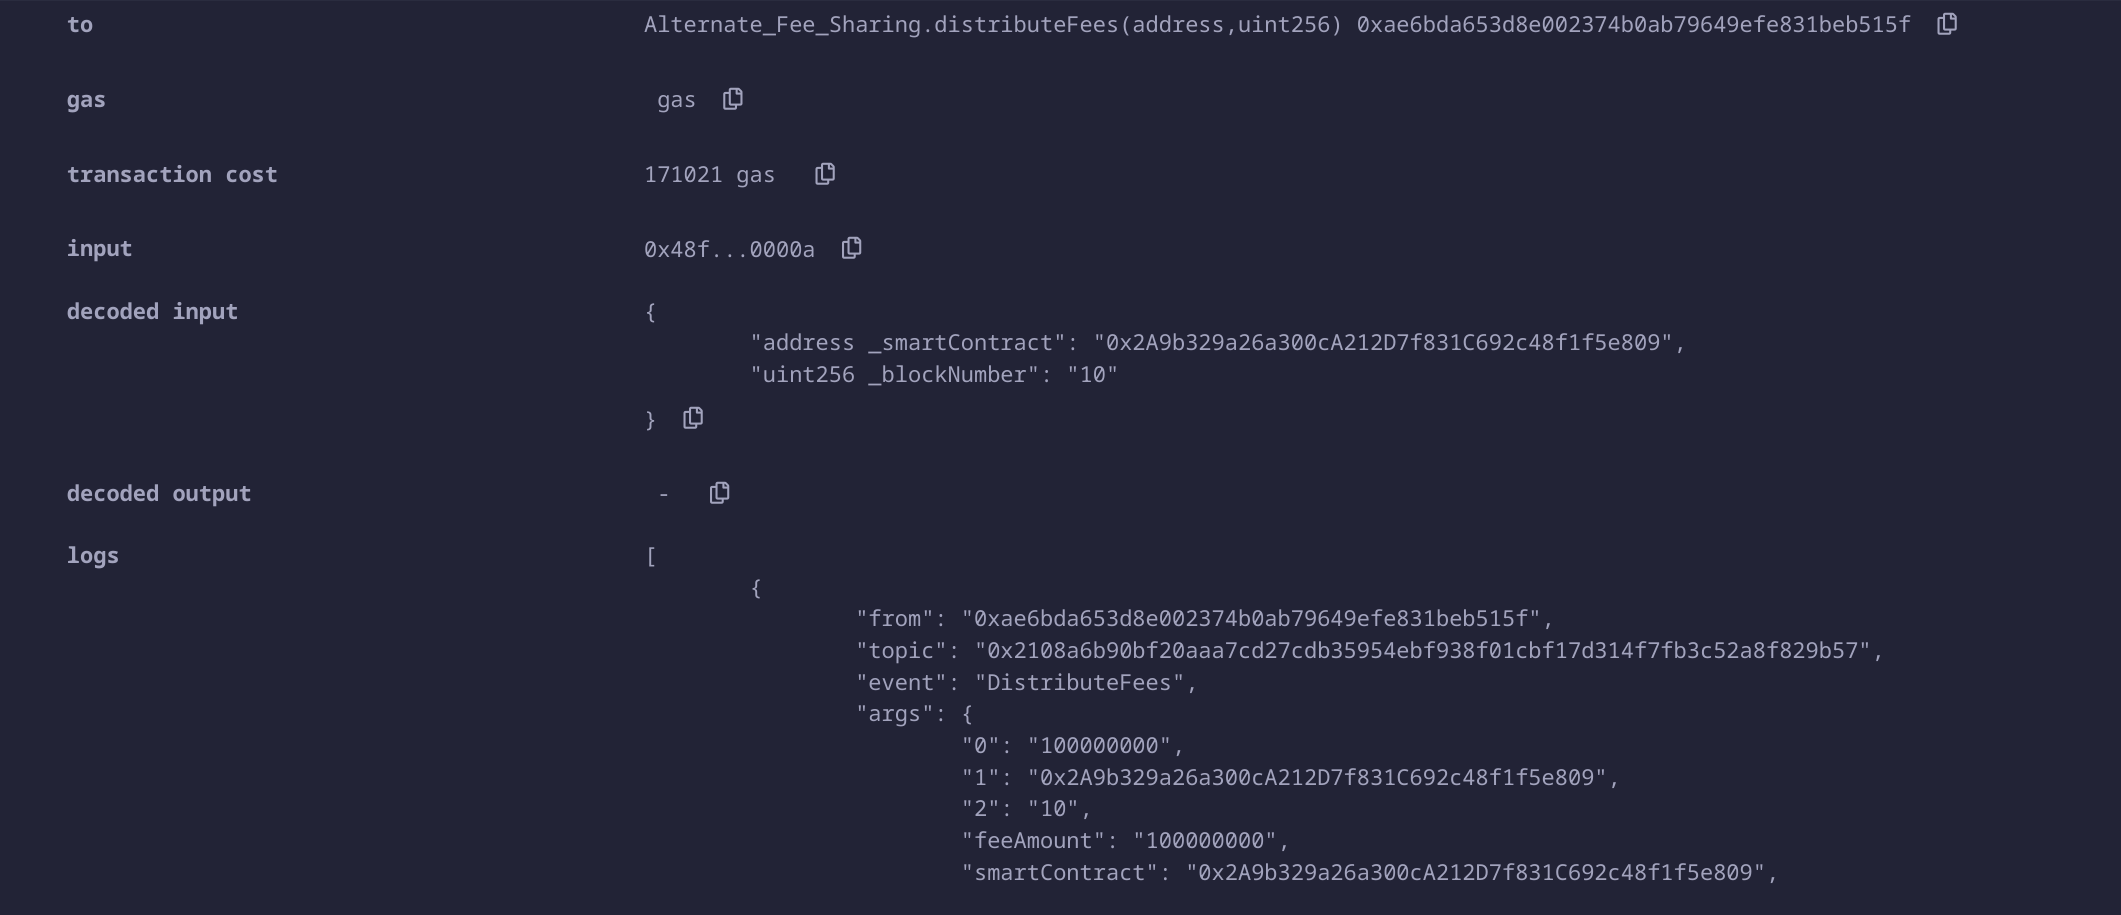 to Alternate_Fee_Sharing.distributeFees(address,uint256) 0xae6bda653d8e002374b0ab79649efe831beb515f
gas gas
transaction cost 171021 gas
input 0x48f...0000a
decoded input {
"address _smartContract": "0x2A9b329a26a300cA212D7f831C692c48f1f5e809",
"uint256 _blockNumber": "10"
}
decoded output -
logs [
{
"from": "0xae6bda653d8e002374b0ab79649efe831beb515f",
"topic": "0x2108a6b90bf20aaa7cd27cdb35954ebf938f01cbf17d314f7fb3c52a8f829b57",
"event": "DistributeFees",
"args": {
"0": "100000000",
"1": "0x2A9b329a26a300cA212D7f831C692c48f1f5e809",
"2": "10",
"feeAmount": "100000000",
"smartContract": "0x2A9b329a26a300cA212D7f831C692c48f1f5e809",